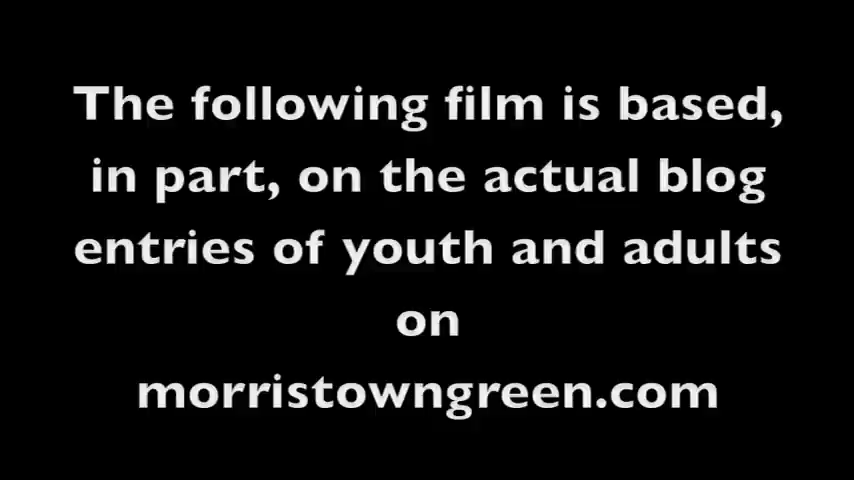 The following film is based,
in part, on the actual blog
entries of youth and adults
on
morristowngreen.com